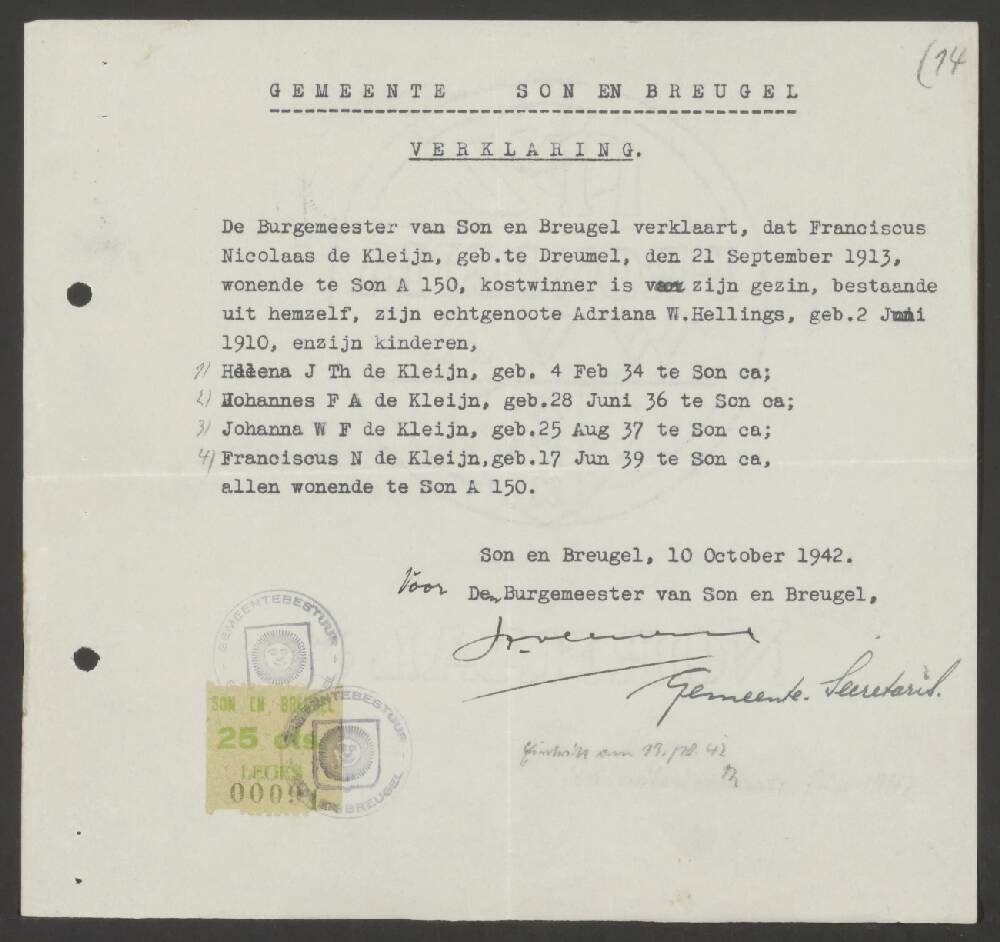 (14
GEMEENTE SON EN BREUGEL
VERKLARING.
De Burgemeester van Son en Breugel verklaart, dat Franciscus
Nicolaas de Kleijn, geb.te Dreumel, den 21 September 1913,
wonende te Son A 150, kostwinner is voor zijn gezin, bestaande
uit hemzelf, zijn echtgenoote Adriana W.Hellings, geb.2 Juni
1910, enzijn kinderen,
1) Helena J Th de Kleijn, geb. 4 Feb 34 te Son ca;
2) Johannes F A de Kleijn, geb.28 Juni 36 te Son ca;
3) Johanna W F de Kleijn, geb.25 Aug 37 te Son ca;
4) Franciscus N de Kleijn,geb.17 Jun 39 te Son ca,
allen wonende te Son A 150.
Son en Breugel, 10 October 1942.
Voor Den Burgemeester van Son en Breugel,
Gemeente-Secretaris.
GEMEENTEBESTUUR
SON EN BREUGEL
25 cts
LEGES
0009
GEMEENTEBESTUUR
BREUGEL